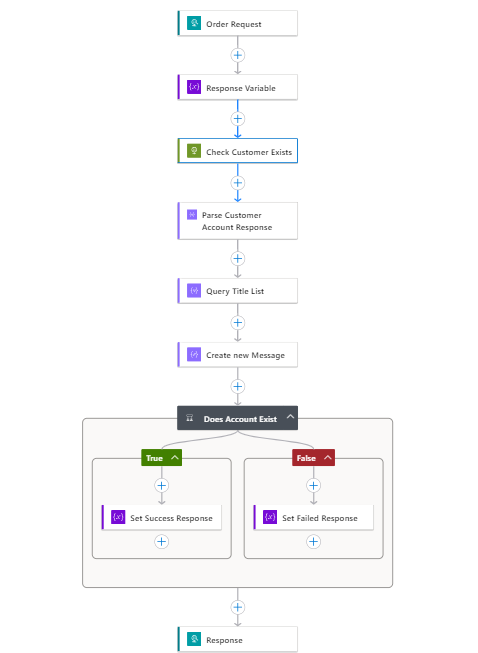 Order Request
Response Variable
Check Customer Exists
Parse Customer
Account Response
Query Title List
Create new Message
Does Account Exist
True
False
Set Success Response
Set Failed Response
Response